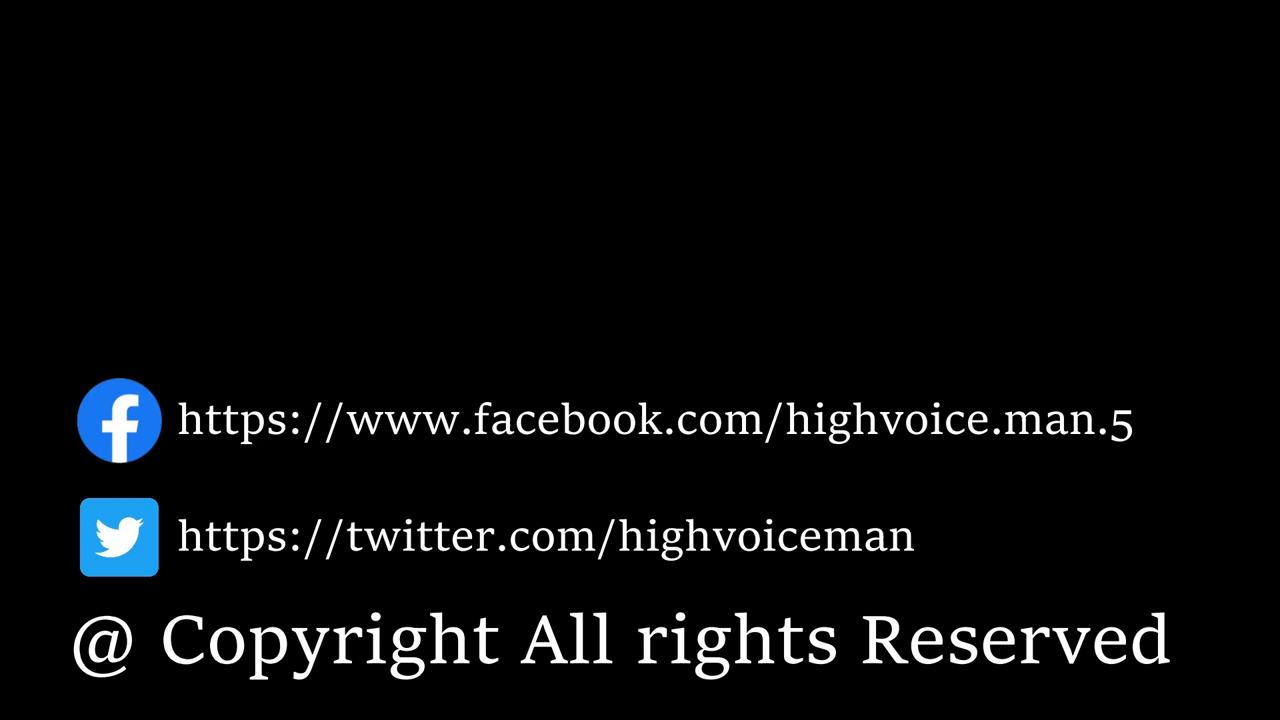 https://www.facebook.com/highvoice.man.5
https://twitter.com/highvoiceman
@ Copyright All rights Reserved